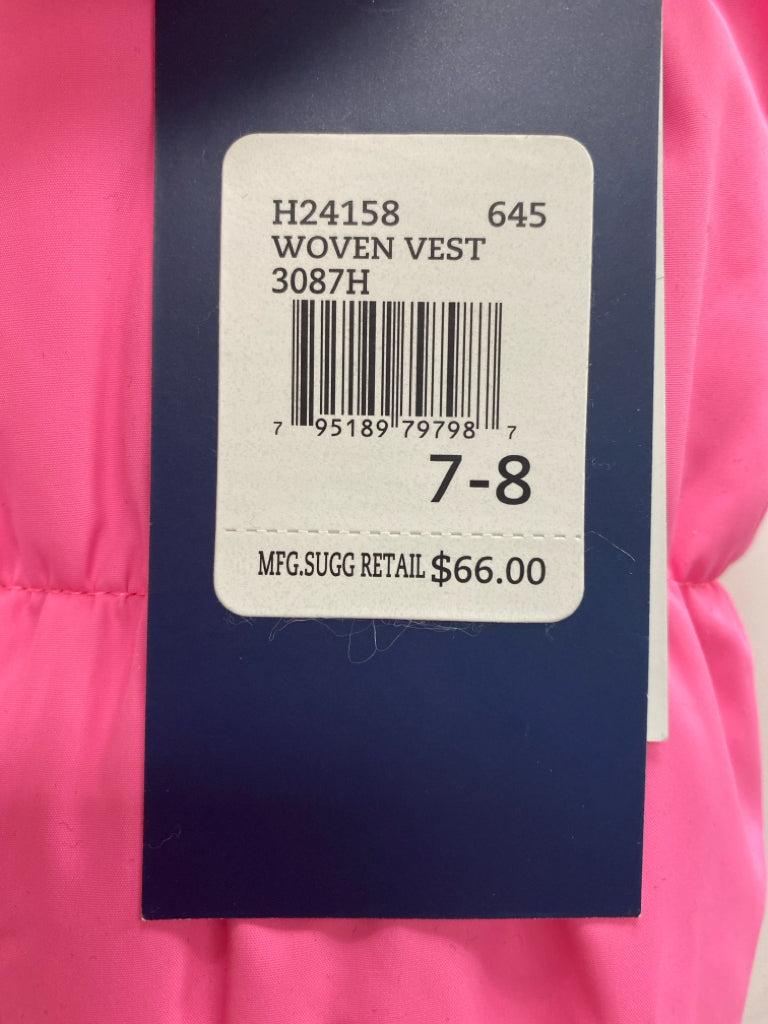 H24158 645
WOVEN VEST
3087H
7 95189 79798 7
7-8
MFG.SUGG RETAIL $66.00